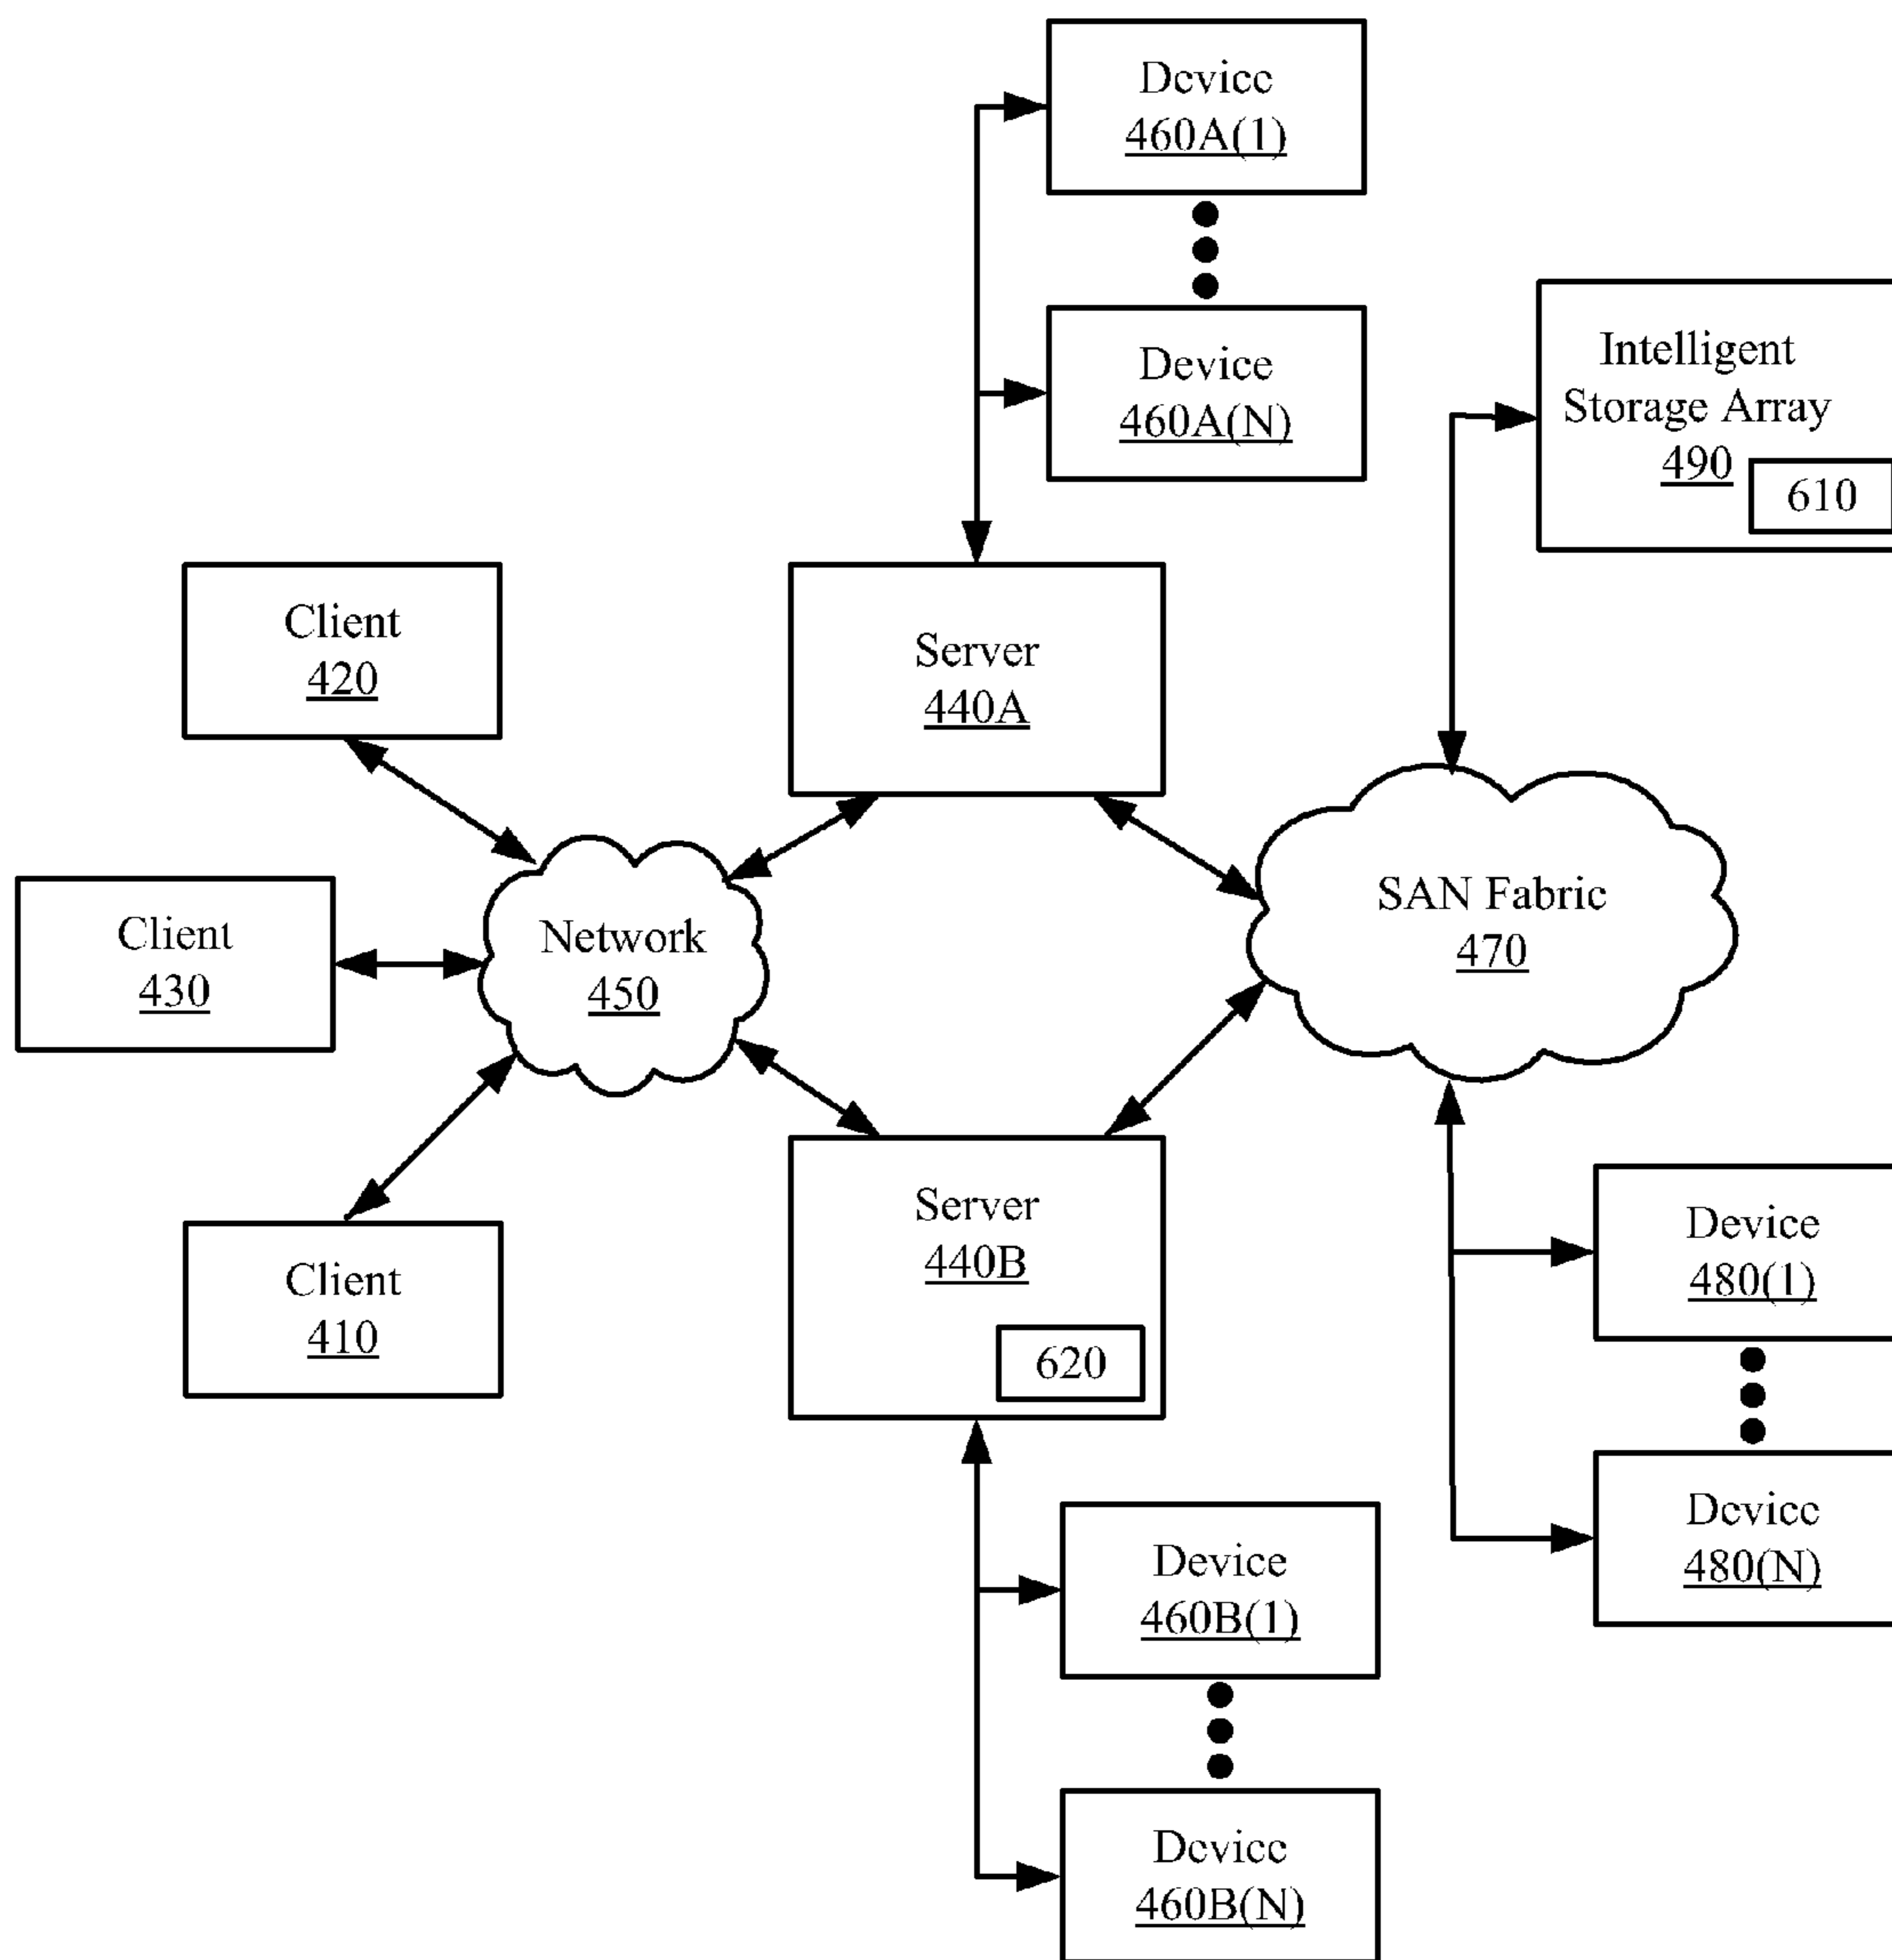 Device
460A(1)
Device
460A(N)
Intelligent
Storage Array
490
610
Client
420
Server
440A
Client
430
Network
450
SAN Fabric
470
Client
410
Server
440B
620
Device
480(1)
Device
480(N)
Device
460B(1)
Device
460B(N)